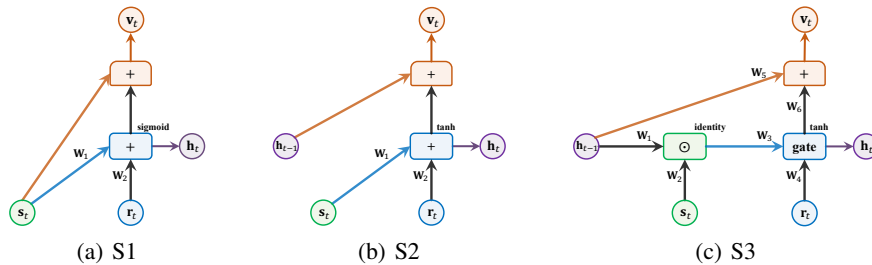 v_t
+
sigmoid
W_1
+
h_t
W_2
s_t
r_t
(a) S1
v_t
+
h_{t-1}
tanh
W_1
+
h_t
W_2
s_t
r_t
(b) S2
v_t
+
W_5
W_6
identity
tanh
h_{t-1}
W_1
⊙
W_3
gate
h_t
W_2
W_4
s_t
r_t
(c) S3